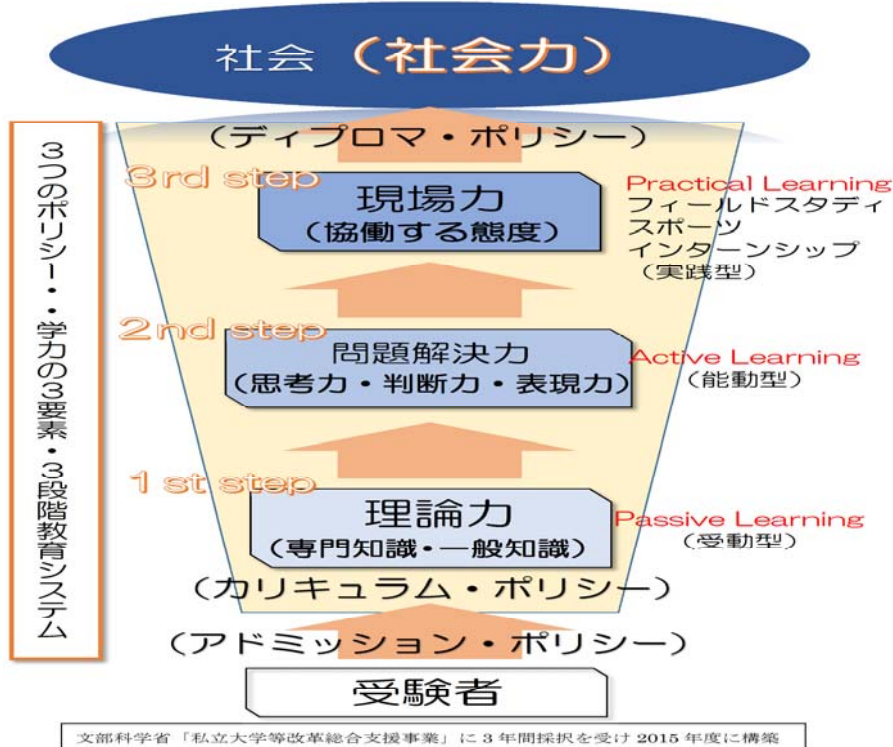 社会（社会力）
3つのポリシー・・学力の3要素・3段階教育システム
（ディプロマ・ポリシー）
3rd step
現場力
（協働する態度）
Practical Learning
フィールドスタディ
スポーツ
インターンシップ
（実践型）
2nd step
問題解決力
（思考力・判断力・表現力）
Active Learning
（能動型）
1st step
理論力
（専門知識・一般知識）
Passive Learning
（受動型）
（カリキュラム・ポリシー）
（アドミッション・ポリシー）
受験者
文部科学省「私立大学等改革総合支援事業」に3年間採択を受け2015年度に構築